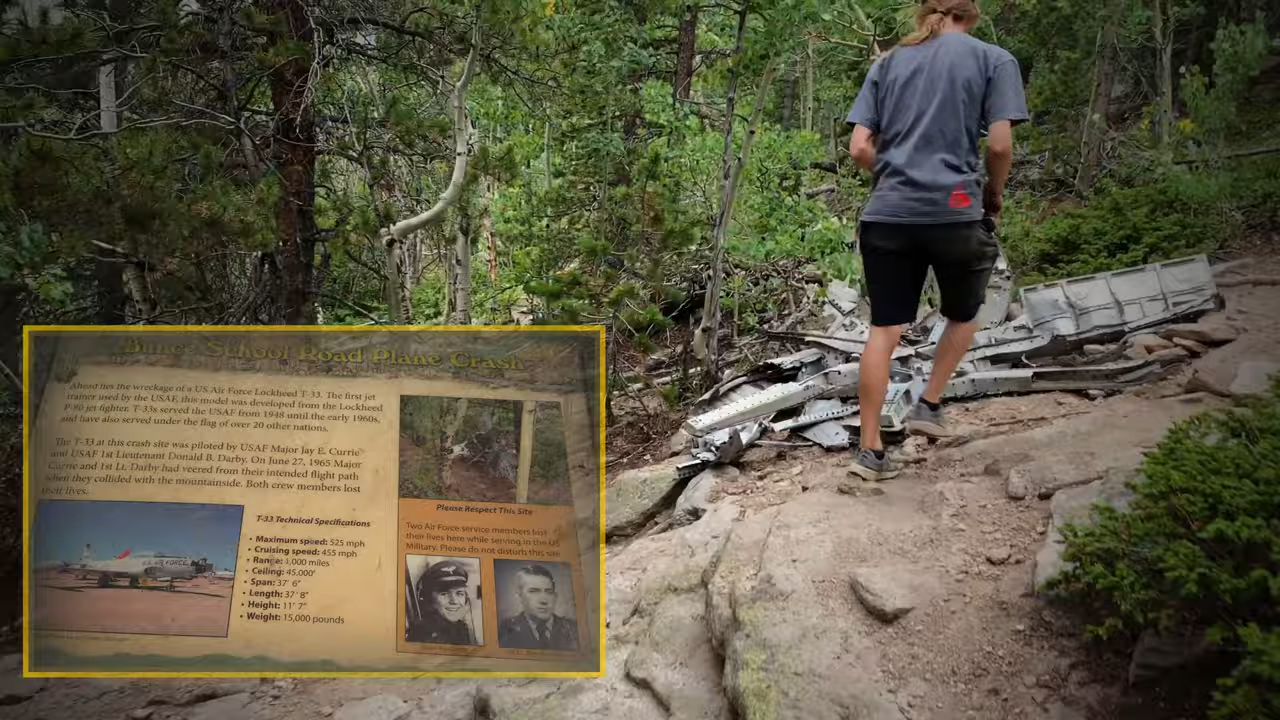 Bunce School Road Plane Crash
Ahead lies the wreckage of a US Air Force Lockheed T-33. The first jet
trainer used by the USAF, this model was developed from the Lockheed
P-80 jet fighter. T-33s served the USAF from 1948 until the early 1960s,
and have also served under the flag of over 20 other nations.
The T-33 at this crash site was piloted by USAF Major Jay E. Currie
and USAF 1st Lieutenant Donald B. Darby. On June 27, 1965 Major
Currie and 1st Lt. Darby had veered from their intended flight path
when they collided with the mountainside. Both crew members lost
their lives.
T-33 Technical Specifications
• Maximum speed: 525 mph
• Cruising speed: 455 mph
• Range: 1,000 miles
• Ceiling: 45,000'
• Span: 37' 6"
• Length: 37' 8"
• Height: 11' 7"
• Weight: 15,000 pounds
U.S. AIR FORCE
Please Respect This Site
Two Air Force service members lost
their lives here while serving in the US
Military. Please do not disturb this site